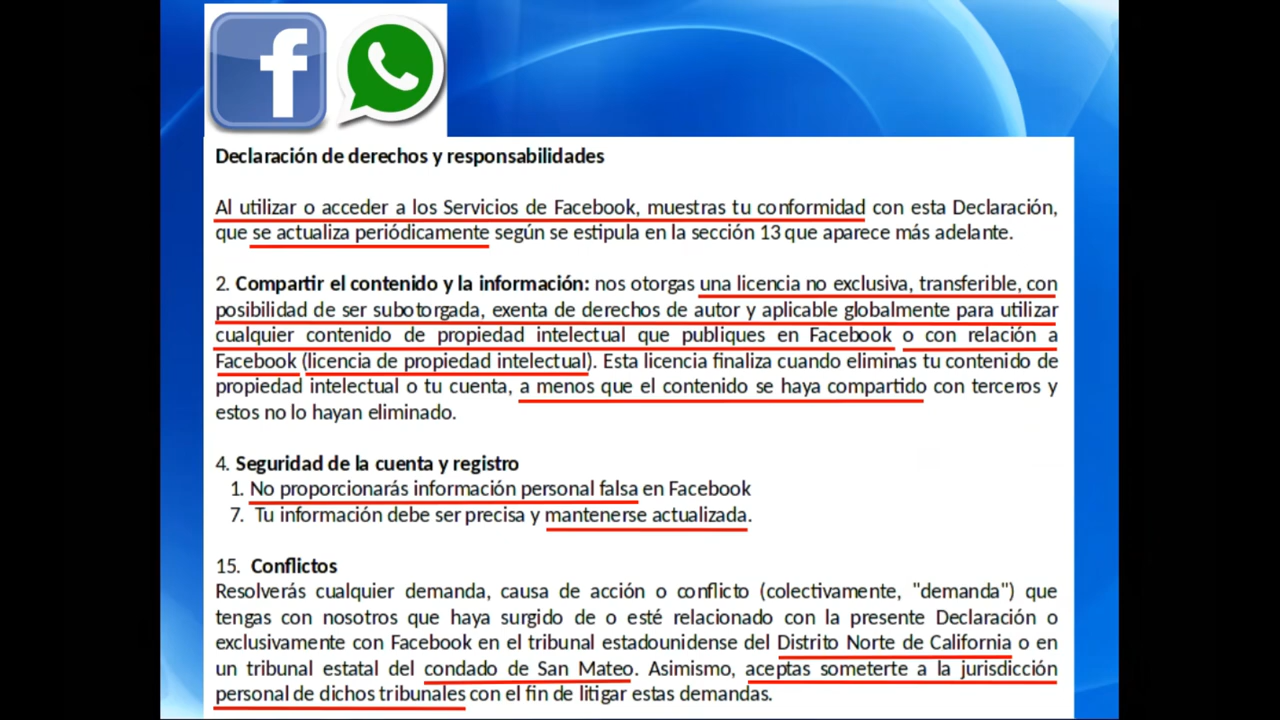 Declaración de derechos y responsabilidades
Al utilizar o acceder a los Servicios de Facebook, muestras tu conformidad con esta Declaración,
que se actualiza periódicamente según se estipula en la sección 13 que aparece más adelante.
2. Compartir el contenido y la información: nos otorgas una licencia no exclusiva, transferible, con
posibilidad de ser subotorgada, exenta de derechos de autor y aplicable globalmente para utilizar
cualquier contenido de propiedad intelectual que publiques en Facebook o con relación a
Facebook (licencia de propiedad intelectual). Esta licencia finaliza cuando eliminas tu contenido de
propiedad intelectual o tu cuenta, a menos que el contenido se haya compartido con terceros y
estos no lo hayan eliminado.
4. Seguridad de la cuenta y registro
1. No proporcionarás información personal falsa en Facebook
7. Tu información debe ser precisa y mantenerse actualizada.
15. Conflictos
Resolverás cualquier demanda, causa de acción o conflicto (colectivamente, "demanda") que
tengas con nosotros que haya surgido de o esté relacionado con la presente Declaración o
exclusivamente con Facebook en el tribunal estadounidense del Distrito Norte de California o en
un tribunal estatal del condado de San Mateo. Asimismo, aceptas someterte a la jurisdicción
personal de dichos tribunales con el fin de litigar estas demandas.